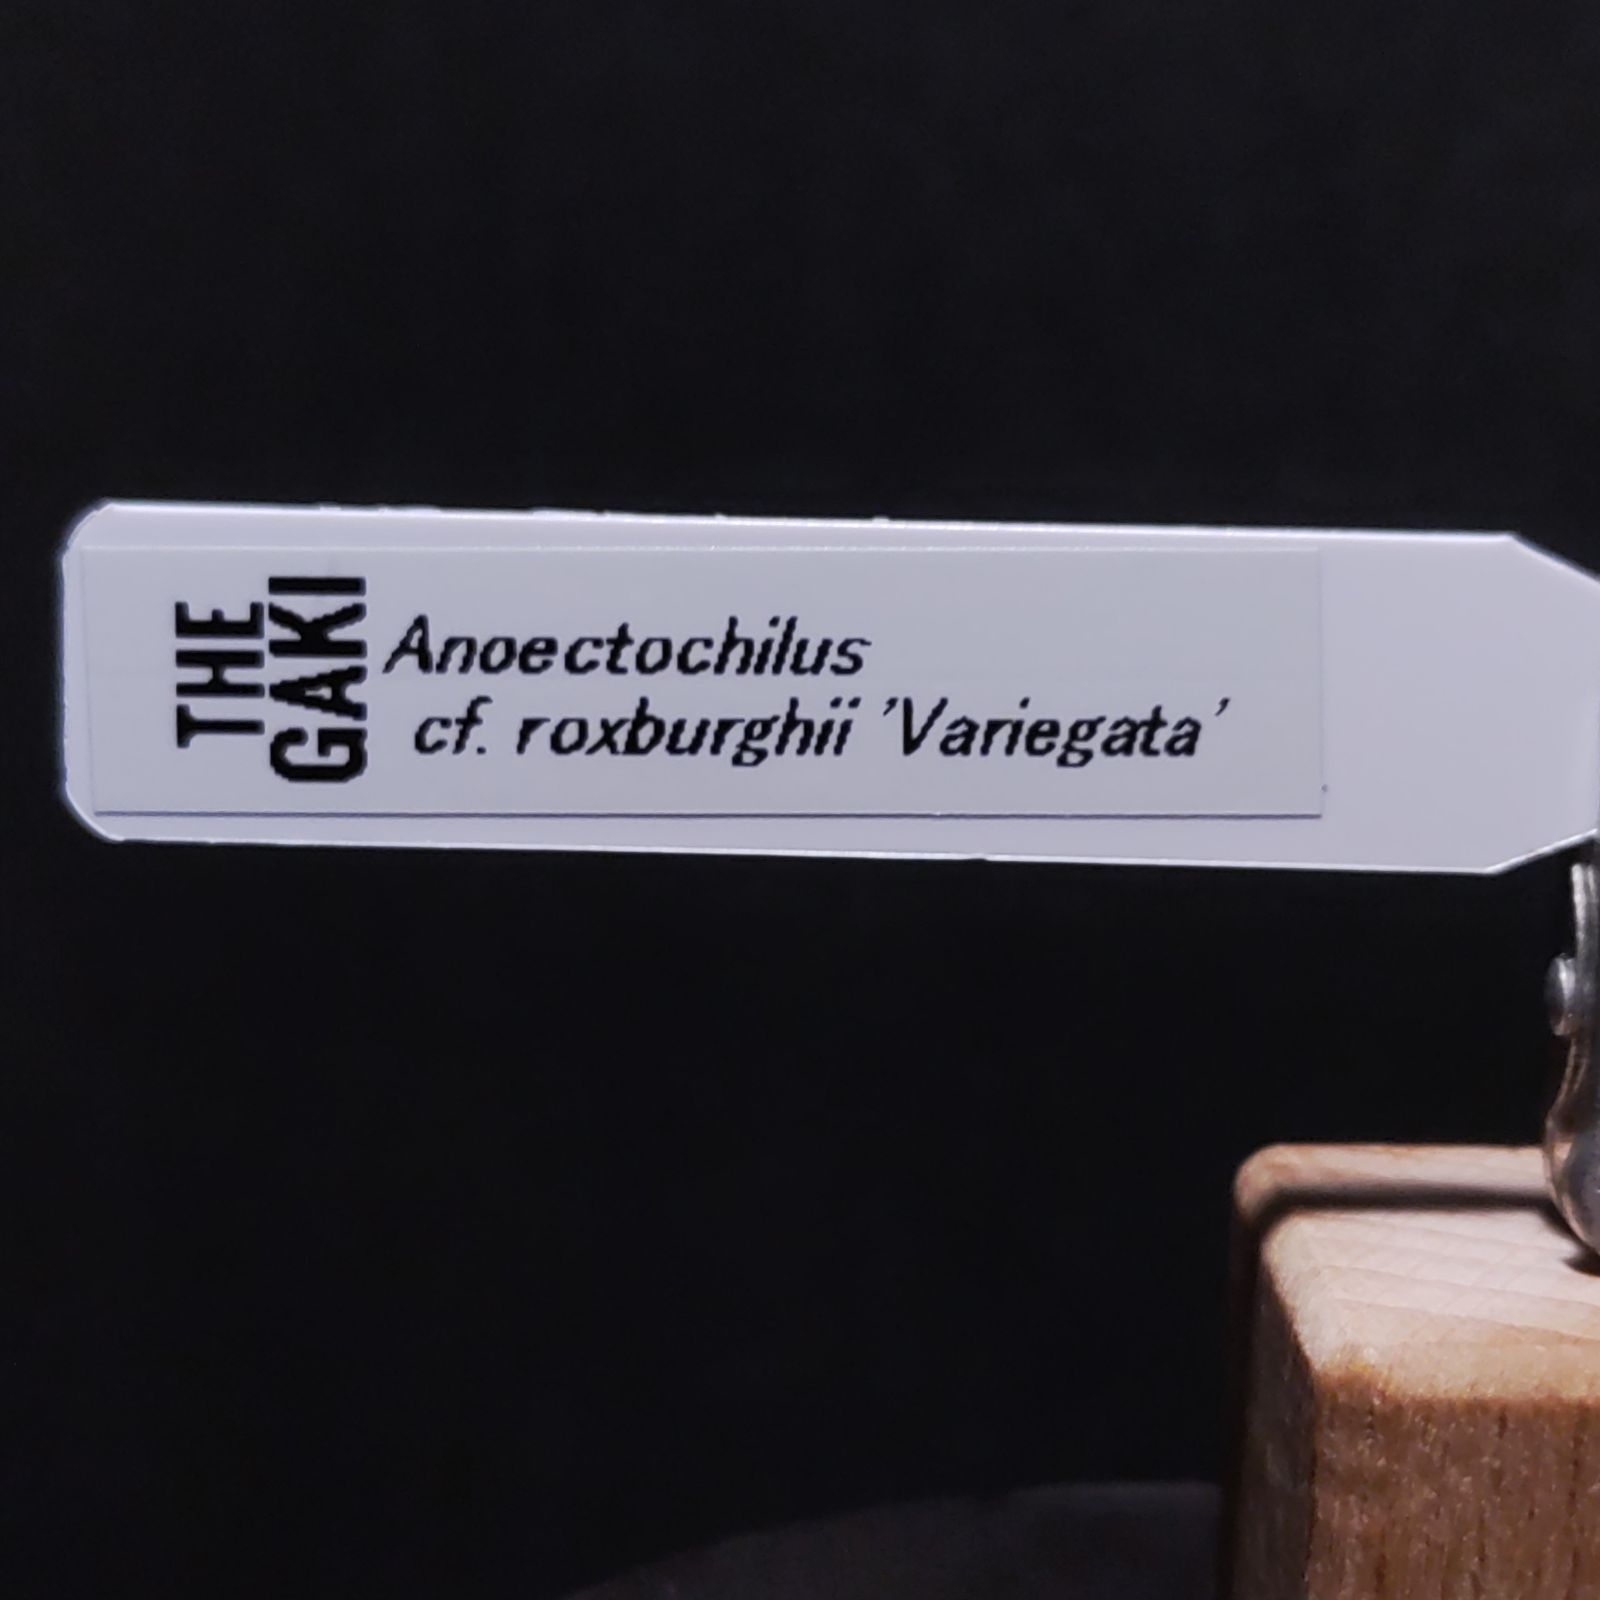 THE
GAKI
Anoectochilus
cf. roxburghii 'Variegata'